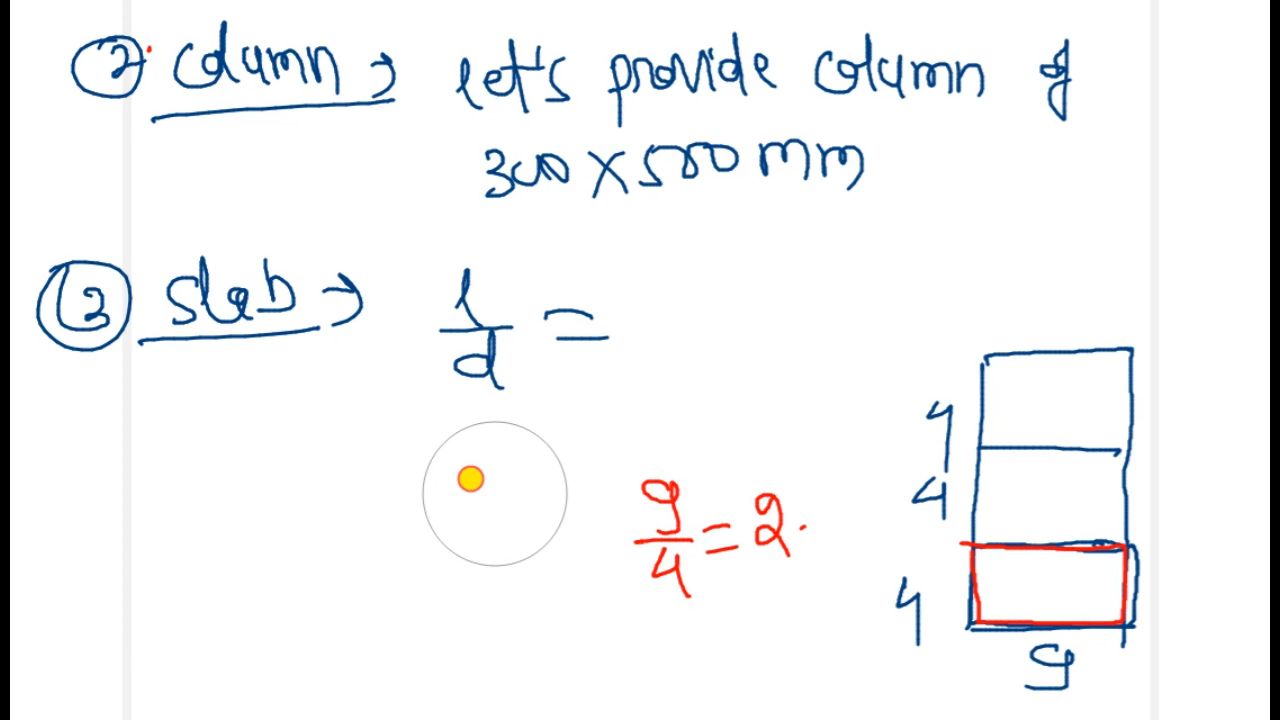 ② column → let's provide column of
300 x 500 mm
③ slab → l/d =
4
4
9/4 = 2.
4
9